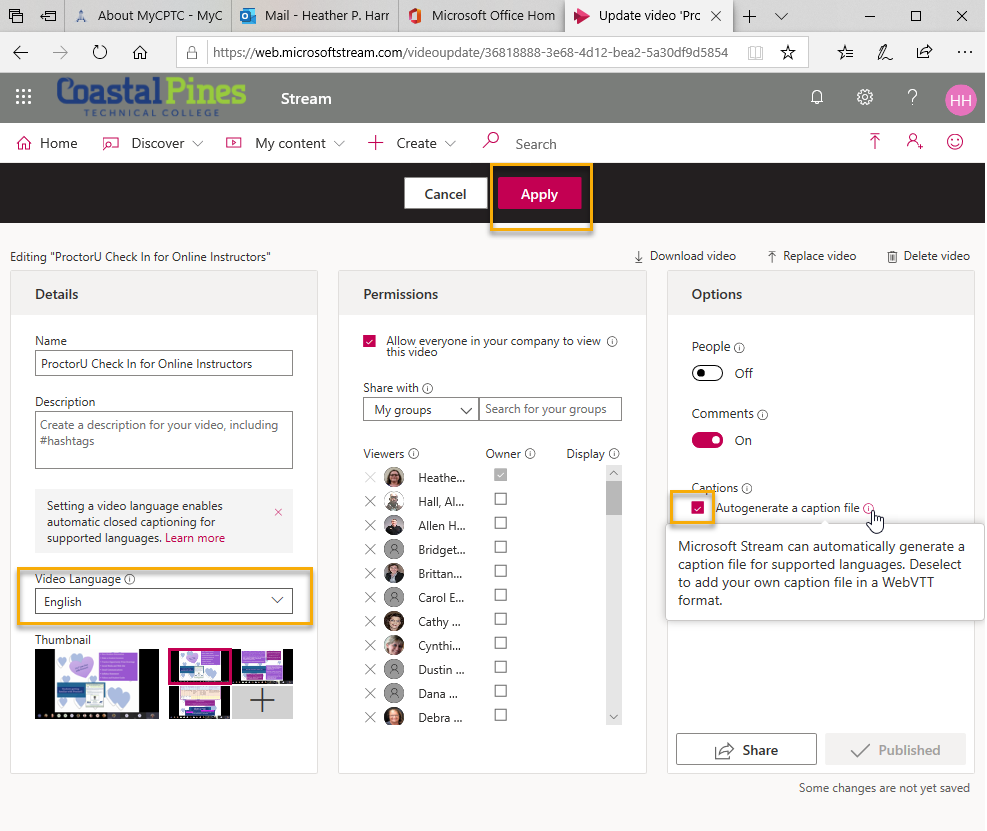 About MyCPTC - MyC
Mail - Heather P. Harr
Microsoft Office Hom
Update video 'Pro
https://web.microsoftstream.com/videoupdate/36818888-3e68-4d12-bea2-5a30df9d5854
CoastalPines
TECHNICAL COLLEGE
Stream
HH
Home
Discover
My content
Create
Search
Cancel
Apply
Editing "ProctorU Check In for Online Instructors"
Download video
Replace video
Delete video
Details
Name
ProctorU Check In for Online Instructors
Description
Create a description for your video, including
#hashtags
Setting a video language enables
automatic closed captioning for
supported languages. Learn more
Video Language
English
Thumbnail
Permissions
Allow everyone in your company to view
this video
Share with
My groups
Search for your groups
Viewers
Owner
Display
Heathe...
Hall, Al...
Allen H...
Bridget...
Brittan...
Carol E...
Cathy ...
Cynthi...
Dustin ...
Dana ...
Debra ...
Options
People
Off
Comments
On
Captions
Autogenerate a caption file
Microsoft Stream can automatically generate a
caption file for supported languages. Deselect
to add your own caption file in a WebVTT
format.
Share
Published
Some changes are not yet saved